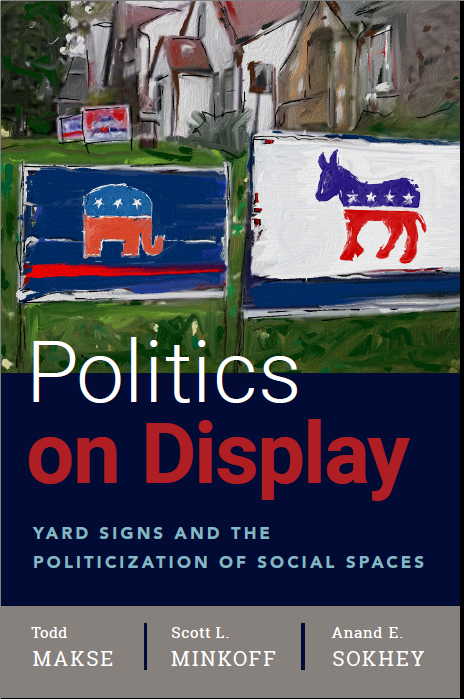 Politics
on Display
YARD SIGNS AND THE
POLITICIZATION OF SOCIAL SPACES
Todd
MAKSE
Scott L.
MINKOFF
Anand E.
SOKHEY